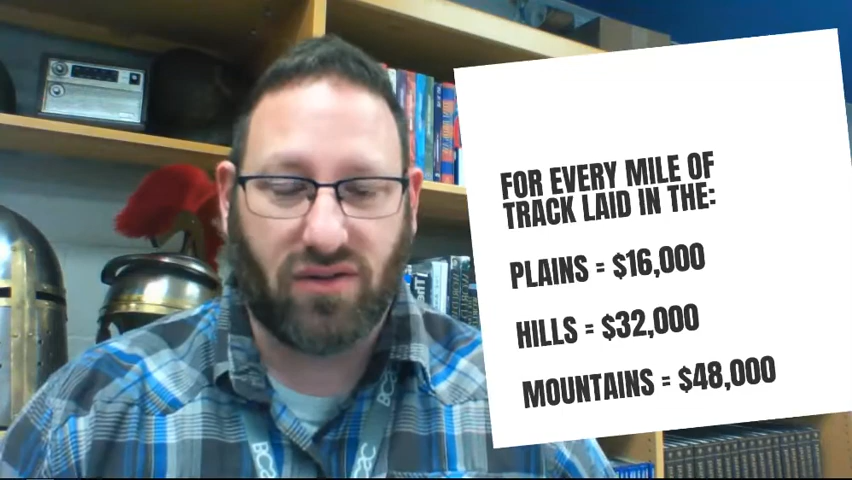 FOR EVERY MILE OF
TRACK LAID IN THE:
PLAINS = $16,000
HILLS = $32,000
MOUNTAINS = $48,000